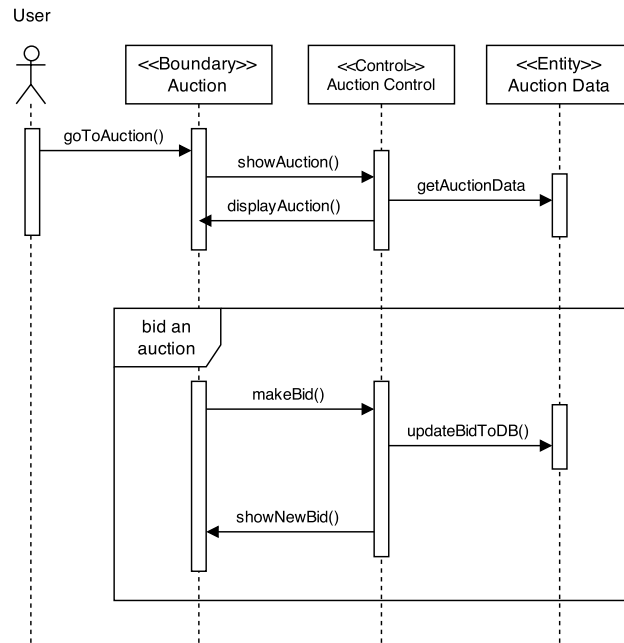 User
<<Boundary>>
Auction
<<Control>>
Auction Control
<<Entity>>
Auction Data
goToAuction()
showAuction()
getAuctionData
displayAuction()
bid an
auction
makeBid()
updateBidToDB()
showNewBid()